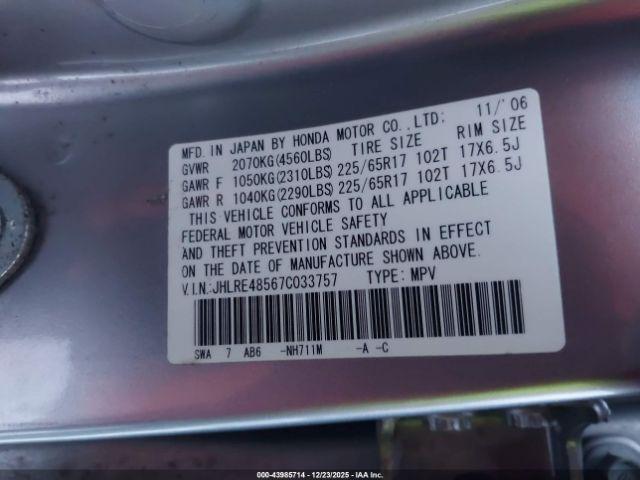 MFD. IN JAPAN BY HONDA MOTOR CO.,LTD: 11/'06
GVWR 2070KG(4560LBS) TIRE SIZE RIM SIZE
GAWR F 1050KG(2310LBS) 225/65R17 102T 17X6.5J
GAWR R 1040KG(2290LBS) 225/65R17 102T 17X6.5J
THIS VEHICLE CONFORMS TO ALL APPLICABLE
FEDERAL MOTOR VEHICLE SAFETY
AND THEFT PREVENTION STANDARDS IN EFFECT
ON THE DATE OF MANUFACTURE SHOWN ABOVE.
V.I.N.:JHLRE48567C033757 TYPE: MPV
SWA 7 AB6 -NH711M -A -C
000-43985714 - 12/23/2025 - IAA Inc.